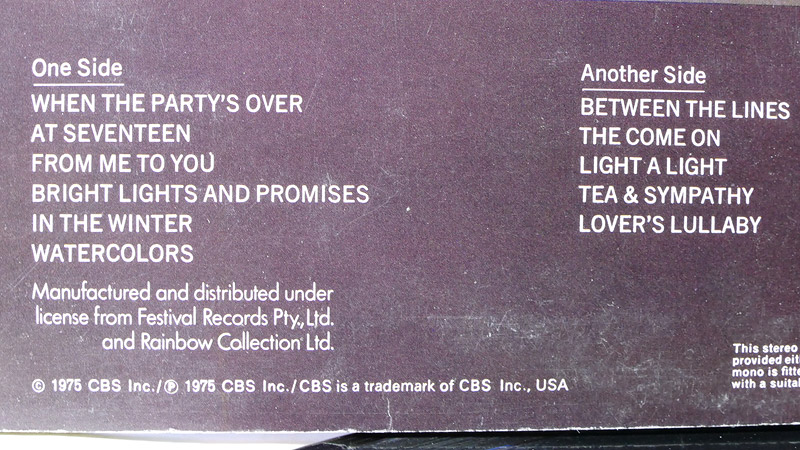 One Side
WHEN THE PARTY'S OVER
AT SEVENTEEN
FROM ME TO YOU
BRIGHT LIGHTS AND PROMISES
IN THE WINTER
WATERCOLORS
Manufactured and distributed under
license from Festival Records Pty., Ltd.
and Rainbow Collection Ltd.
© 1975 CBS Inc./℗ 1975 CBS Inc./CBS is a trademark of CBS Inc., USA
Another Side
BETWEEN THE LINES
THE COME ON
LIGHT A LIGHT
TEA & SYMPATHY
LOVER'S LULLABY
This stereo
provided
mono is
with a